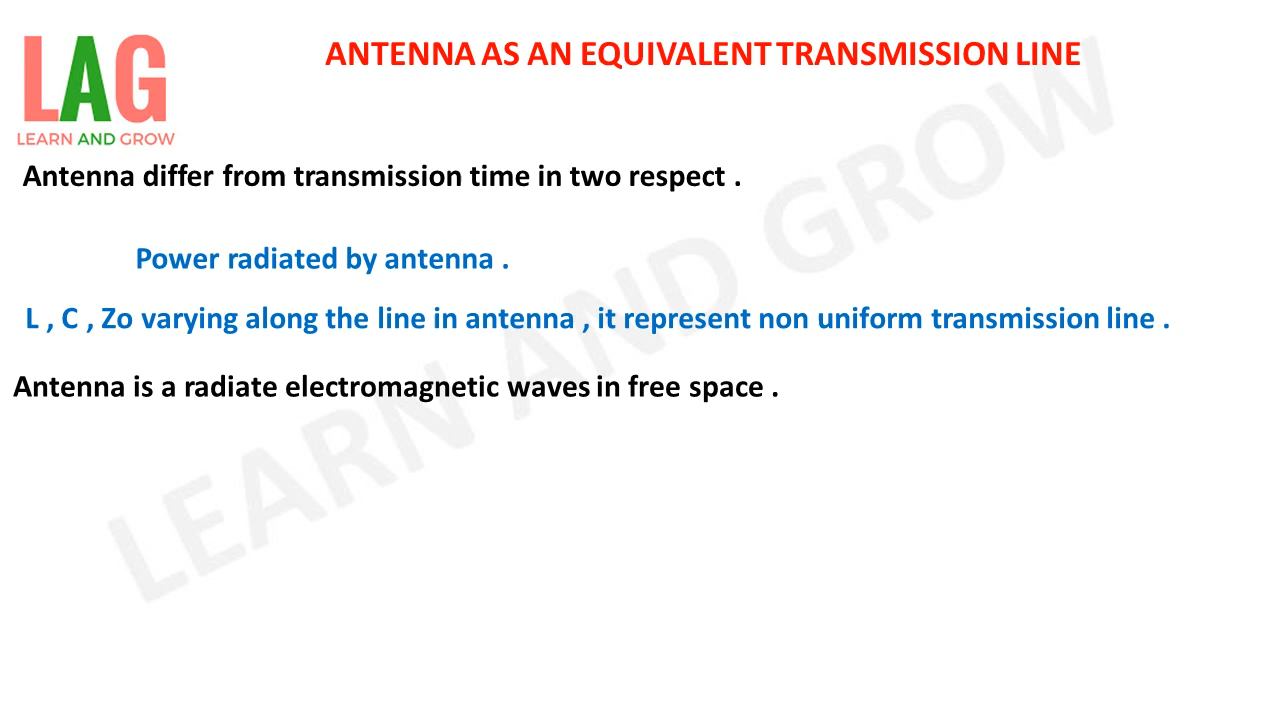 LAG
LEARN AND GROW
ANTENNA AS AN EQUIVALENT TRANSMISSION LINE
Antenna differ from transmission time in two respect .
Power radiated by antenna .
L , C , Zo varying along the line in antenna , it represent non uniform transmission line .
Antenna is a radiate electromagnetic waves in free space .
LEARN AND GROW